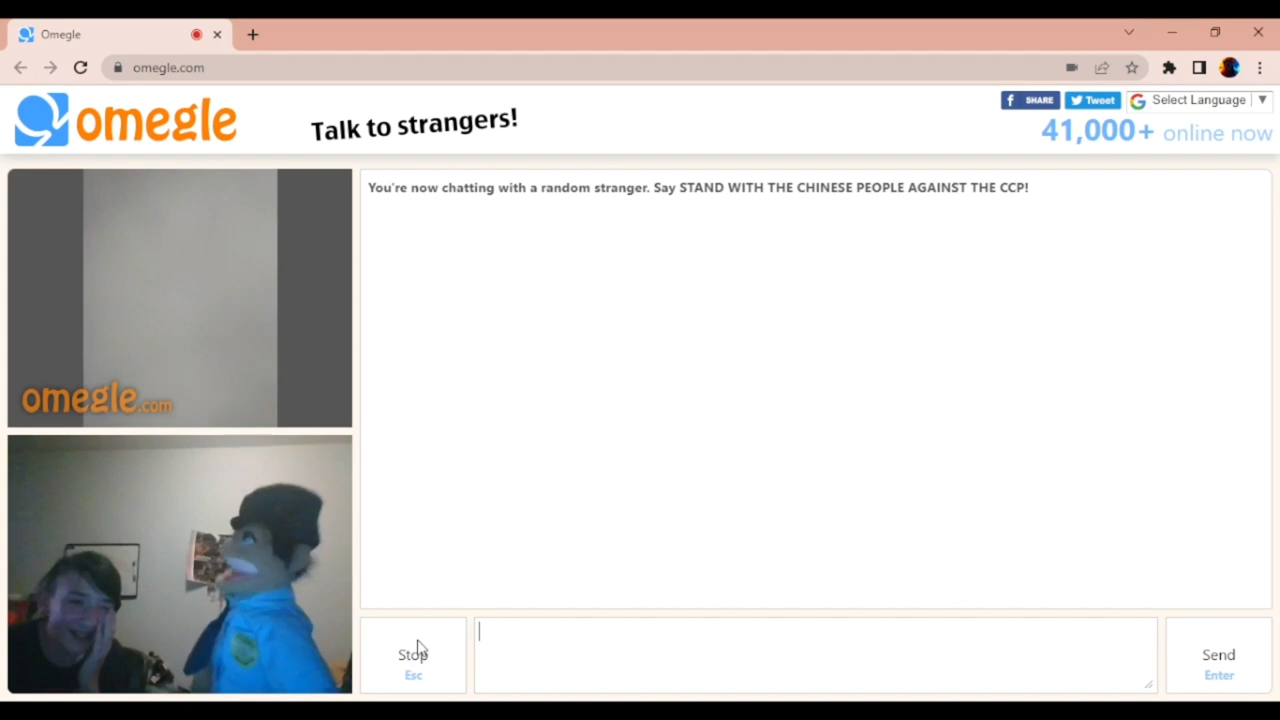 Omegle
omegle.com
omegle
Talk to strangers!
SHARE
Tweet
Select Language
41,000+ online now
You're now chatting with a random stranger. Say STAND WITH THE CHINESE PEOPLE AGAINST THE CCP!
omegle.com
Stop
Esc
Send
Enter